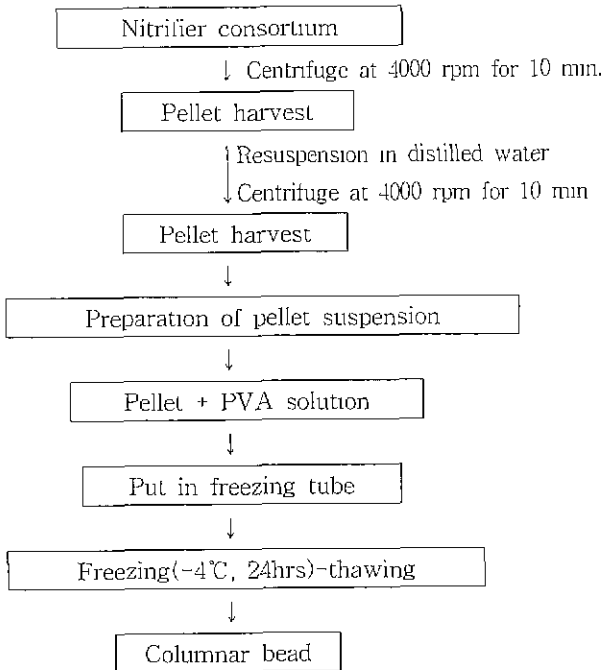 Nitrifier consortium
↓ Centrifuge at 4000 rpm for 10 min.
Pellet harvest
Resuspension in distilled water
↓ Centrifuge at 4000 rpm for 10 min
Pellet harvest
↓
Preparation of pellet suspension
↓
Pellet + PVA solution
↓
Put in freezing tube
↓
Freezing(-4℃, 24hrs)-thawing
↓
Columnar bead